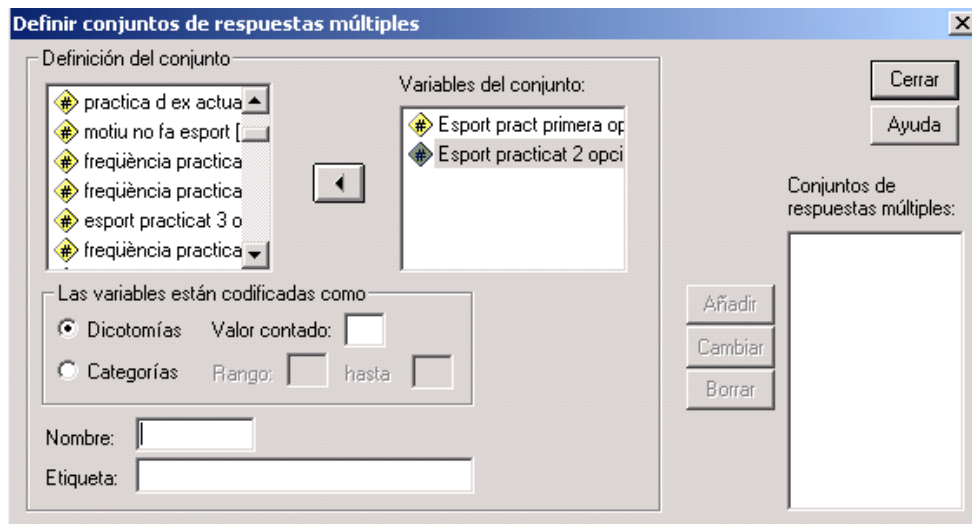 Definir conjuntos de respuestas múltiples
Definición del conjunto
practica d ex actua
motiu no fa esport [
freqüència practica
freqüència practica
esport practicat 3 o
freqüència practica
Variables del conjunto:
Esport pract primera op
Esport practicat 2 opci
Cerrar
Ayuda
Conjuntos de
respuestas múltiples:
Las variables están codificadas como
Dicotomías Valor contado:
Categorías Rango: hasta
Añadir
Cambiar
Borrar
Nombre:
Etiqueta: